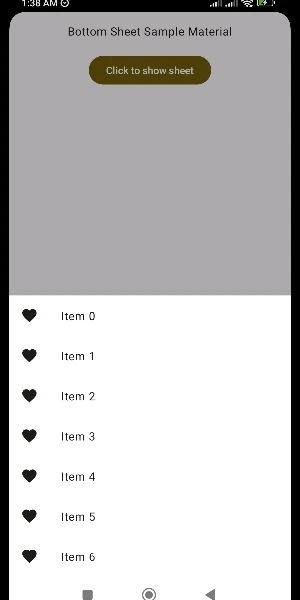 1:38 AM
Bottom Sheet Sample Material
Click to show sheet
Item 0
Item 1
Item 2
Item 3
Item 4
Item 5
Item 6